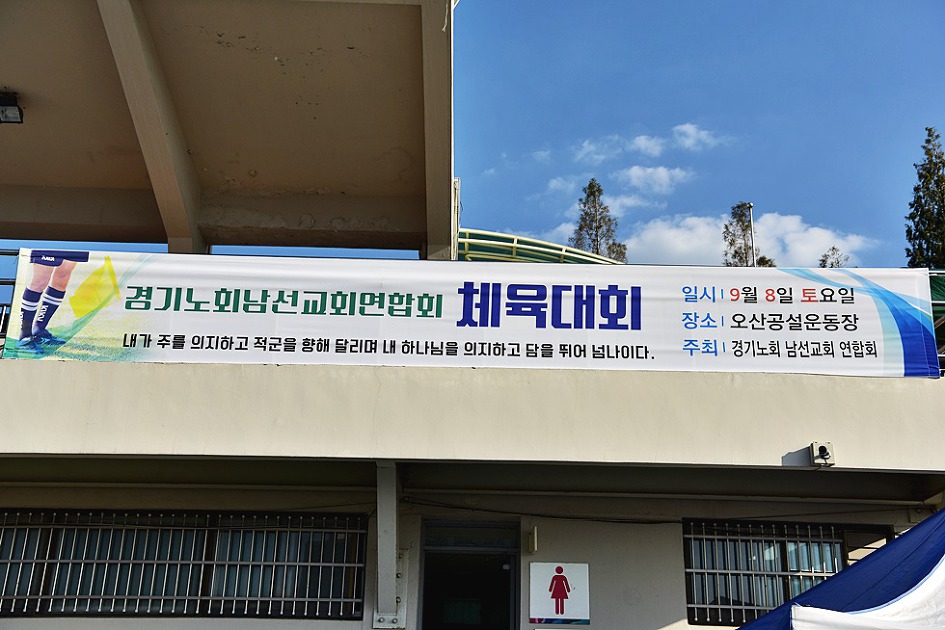 경기노회남선교회연합회 체육대회
내가 주를 의지하고 적군을 향해 달리며 내 하나님을 의지하고 담을 뛰어 넘나이다.
일시 | 9월 8일 토요일
장소 | 오산공설운동장
주최 | 경기노회 남선교회 연합회